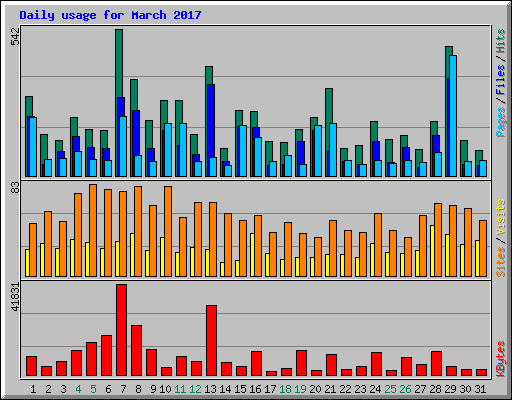 Daily usage for March 2017
542
Pages / Files / Hits
83
Sites / Visits
41831
KBytes
1 2 3 4 5 6 7 8 9 10 11 12 13 14 15 16 17 18 19 20 21 22 23 24 25 26 27 28 29 30 31